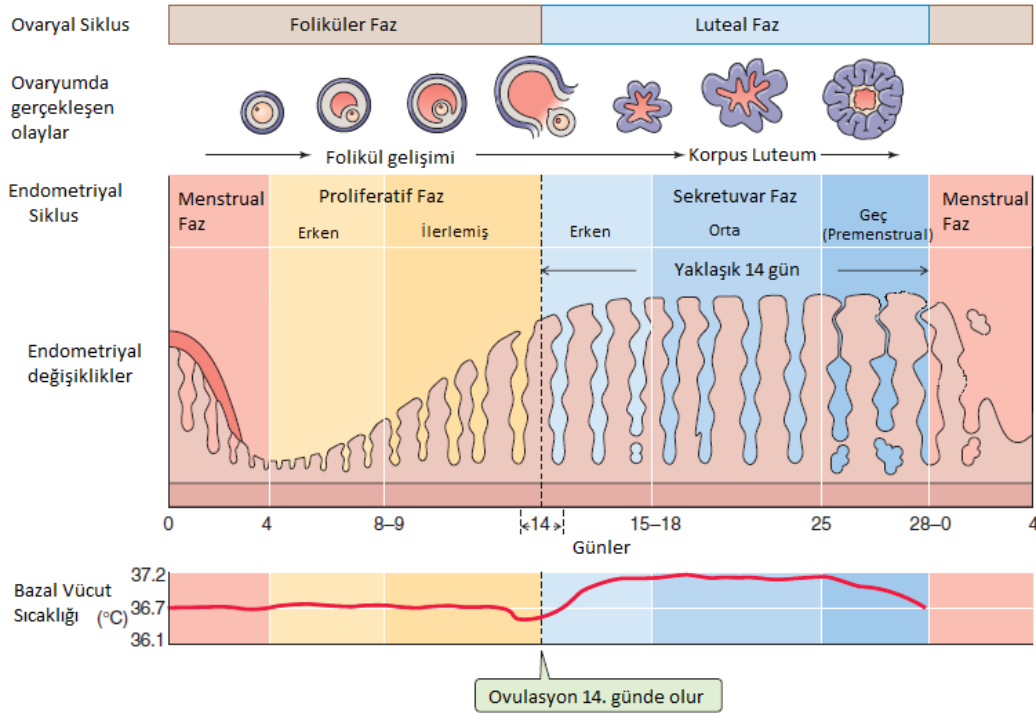 Ovaryal Siklus
Foliküler Faz
Luteal Faz
Ovaryumda
gerçekleşen
olaylar
Folikül gelişimi
Korpus Luteum
Endometriyal
Siklus
Menstrual
Faz
Proliferatif Faz
Erken
İlerlemiş
Sekretuvar Faz
Erken
Orta
Geç
(Premenstrual)
Menstrual
Faz
Yaklaşık 14 gün
Endometriyal
değişiklikler
0 4 8–9 14 15–18 25 28–0 4
Günler
Bazal Vücut
Sıcaklığı (°C)
37.2
36.7
36.1
Ovulasyon 14. günde olur